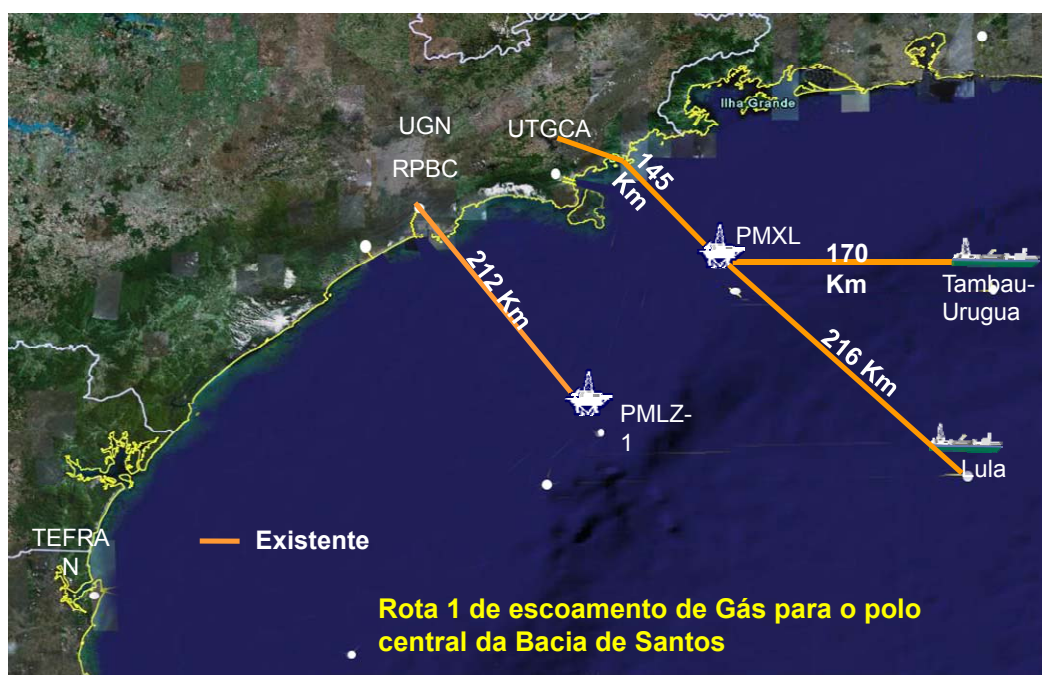 Ilha Grande
UGN
RPBC
UTGCA
145
Km
PMXL
170
Km
Tambau-
Urugua
212 Km
216 Km
PMLZ-
1
Lula
TEFRA
N
Existente
Rota 1 de escoamento de Gás para o polo
central da Bacia de Santos